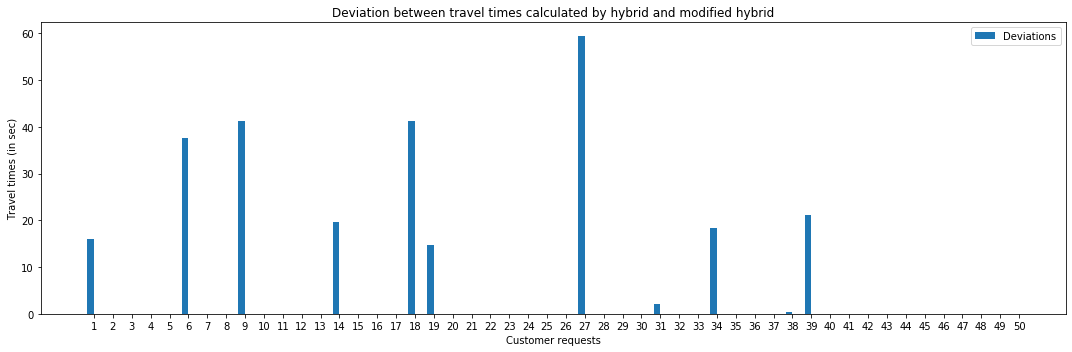 Deviation between travel times calculated by hybrid and modified hybrid
Deviations
60
50
40
30
20
10
0
Travel times (in sec)
1 2 3 4 5 6 7 8 9 10 11 12 13 14 15 16 17 18 19 20 21 22 23 24 25 26 27 28 29 30 31 32 33 34 35 36 37 38 39 40 41 42 43 44 45 46 47 48 49 50
Customer requests